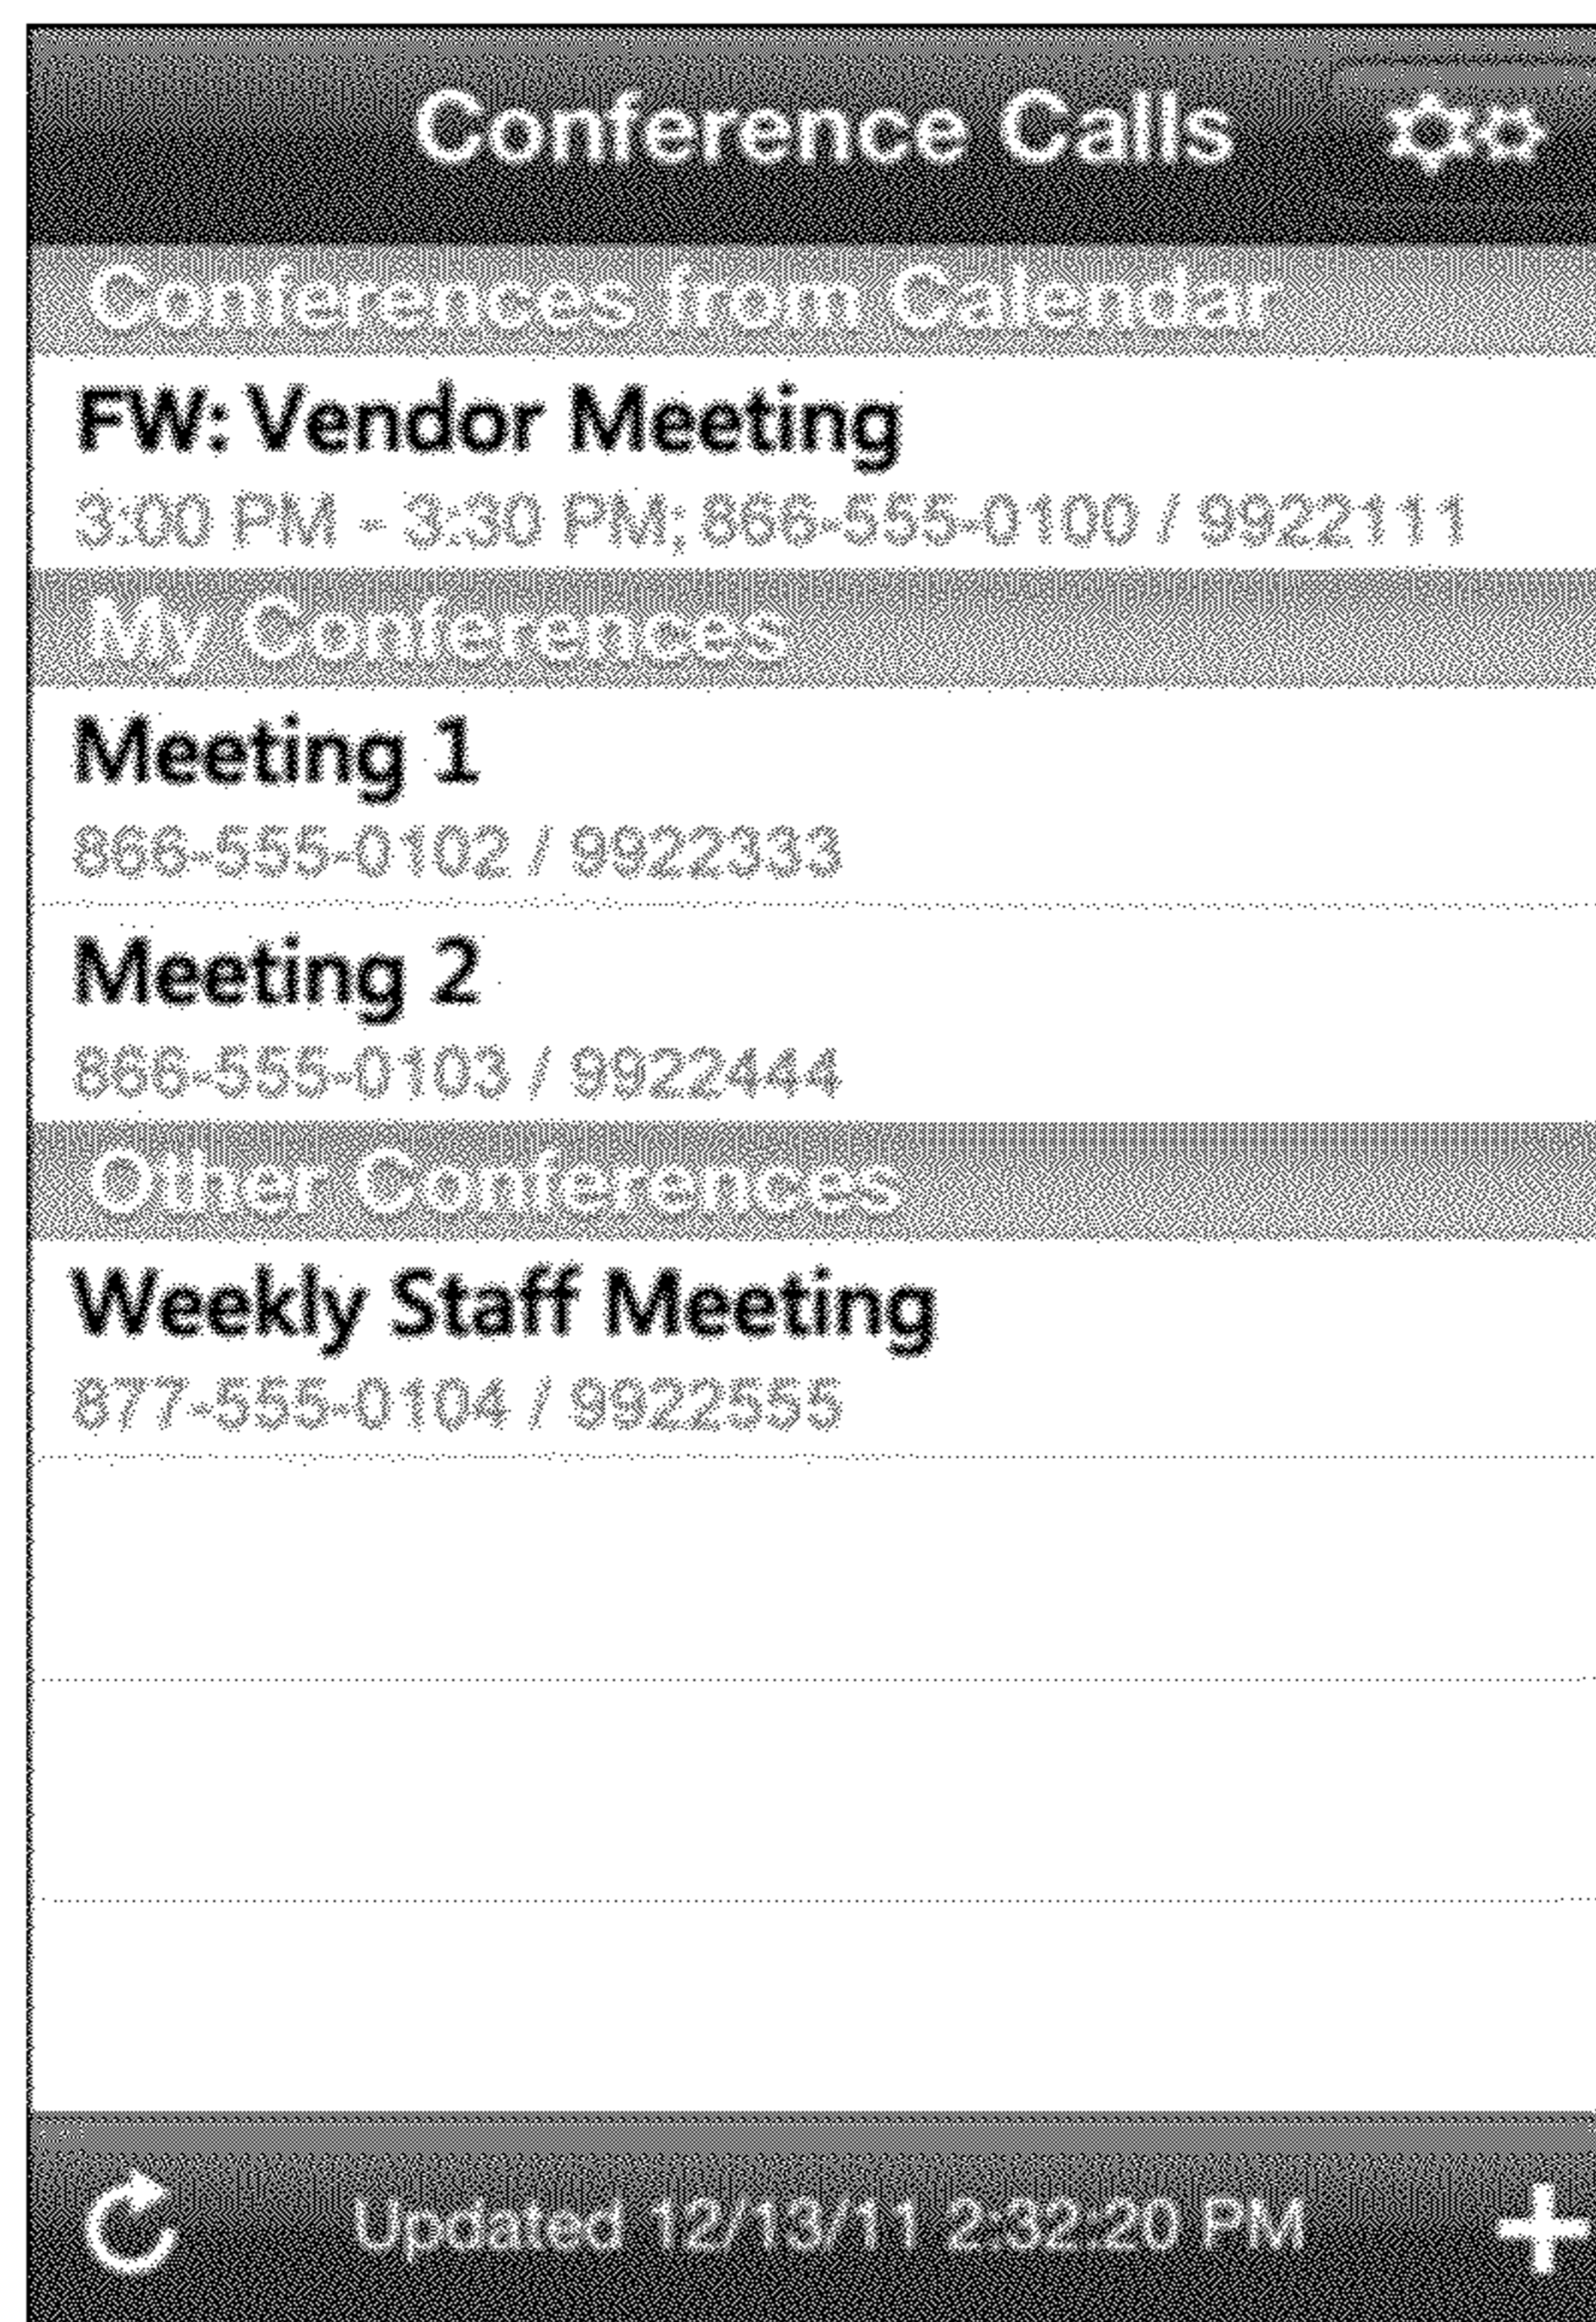 Conference Calls
Conferences from Calendar
FW: Vendor Meeting
3:00 PM - 3:30 PM; 866-555-0100 / 9922111
My Conferences
Meeting 1
866-555-0102 / 9922333
Meeting 2
866-555-0103 / 9922444
Other Conferences
Weekly Staff Meeting
877-555-0104 / 9922555
Updated 12/13/11 2:32:20 PM